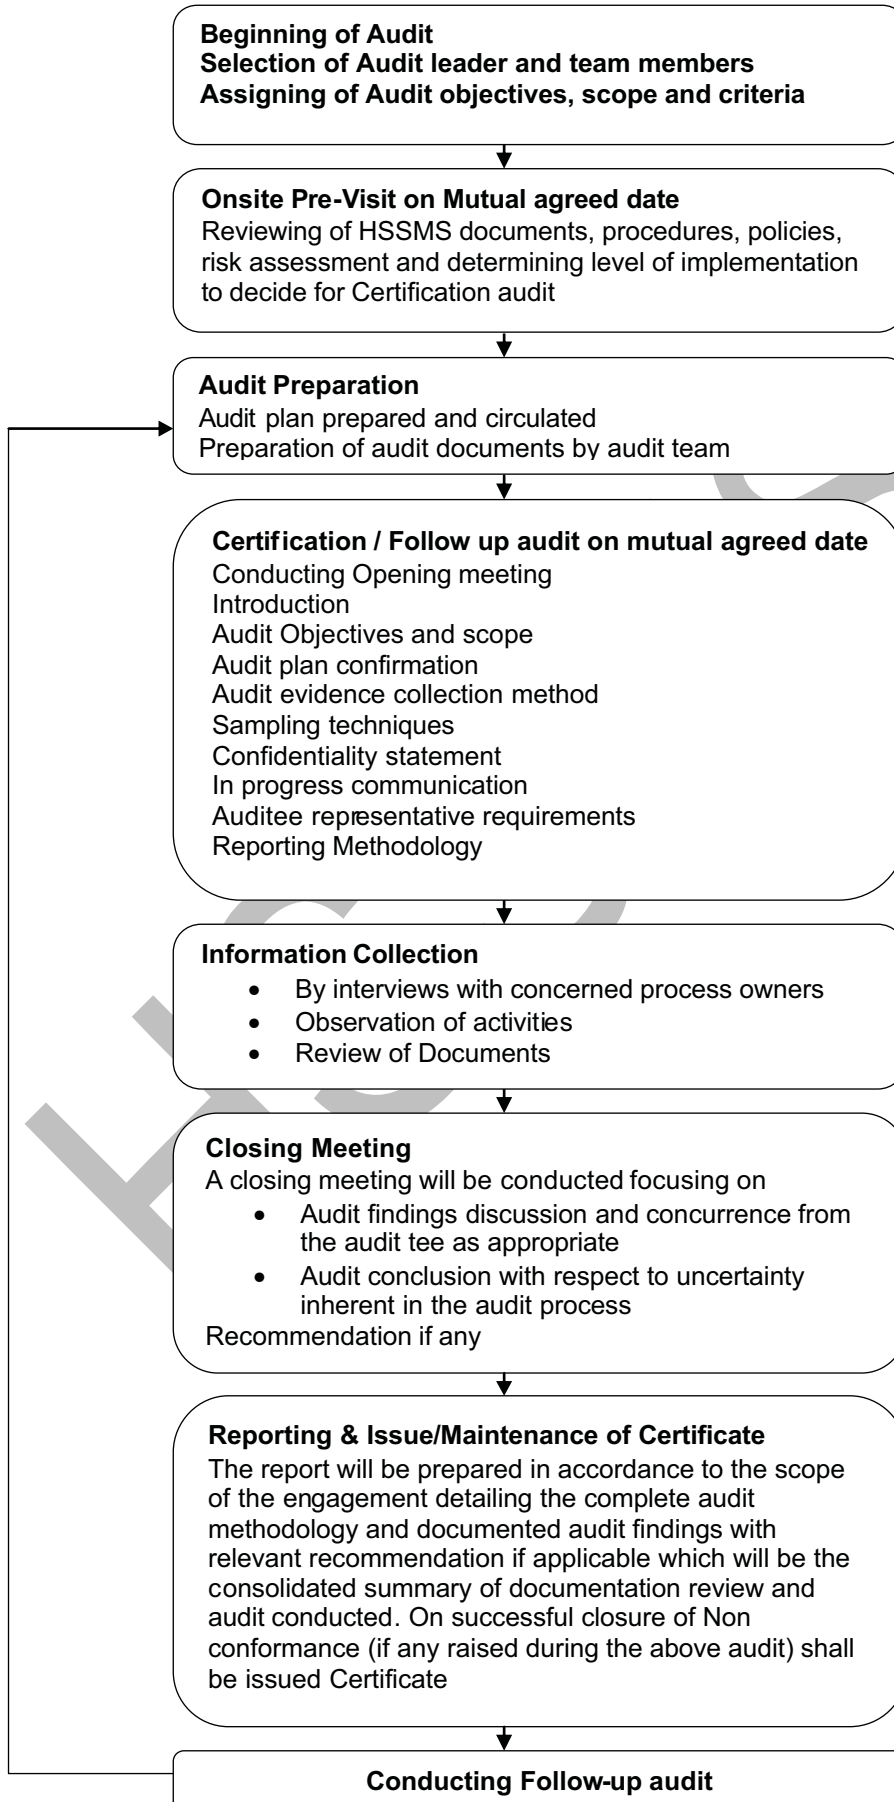 Beginning of Audit
Selection of Audit leader and team members
Assigning of Audit objectives, scope and criteria
Onsite Pre-Visit on Mutual agreed date
Reviewing of HSSMS documents, procedures, policies,
risk assessment and determining level of implementation
to decide for Certification audit
Audit Preparation
Audit plan prepared and circulated
Preparation of audit documents by audit team
Certification / Follow up audit on mutual agreed date
Conducting Opening meeting
Introduction
Audit Objectives and scope
Audit plan confirmation
Audit evidence collection method
Sampling techniques
Confidentiality statement
In progress communication
Auditee representative requirements
Reporting Methodology
Information Collection
• By interviews with concerned process owners
• Observation of activities
• Review of Documents
Closing Meeting
A closing meeting will be conducted focusing on
• Audit findings discussion and concurrence from
the audit tee as appropriate
• Audit conclusion with respect to uncertainty
inherent in the audit process
Recommendation if any
Reporting & Issue/Maintenance of Certificate
The report will be prepared in accordance to the scope
of the engagement detailing the complete audit
methodology and documented audit findings with
relevant recommendation if applicable which will be the
consolidated summary of documentation review and
audit conducted. On successful closure of Non
conformance (if any raised during the above audit) shall
be issued Certificate
Conducting Follow-up audit